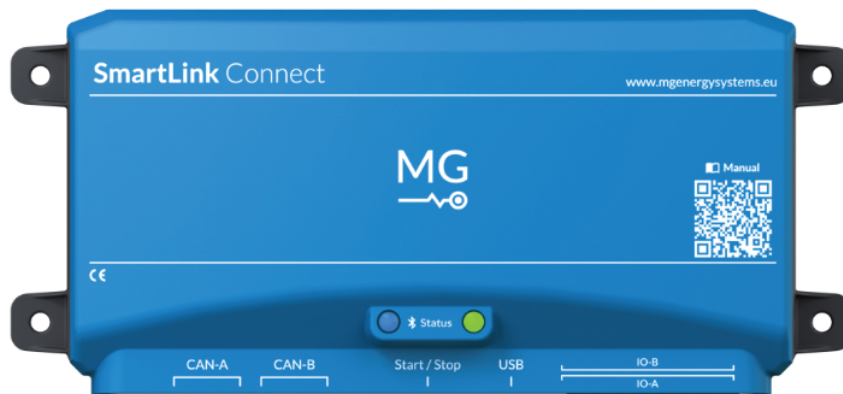 SmartLink Connect
www.mgenergysystems.eu
MG
Manual
CE
Status
CAN-A CAN-B Start / Stop USB IO-B
IO-A